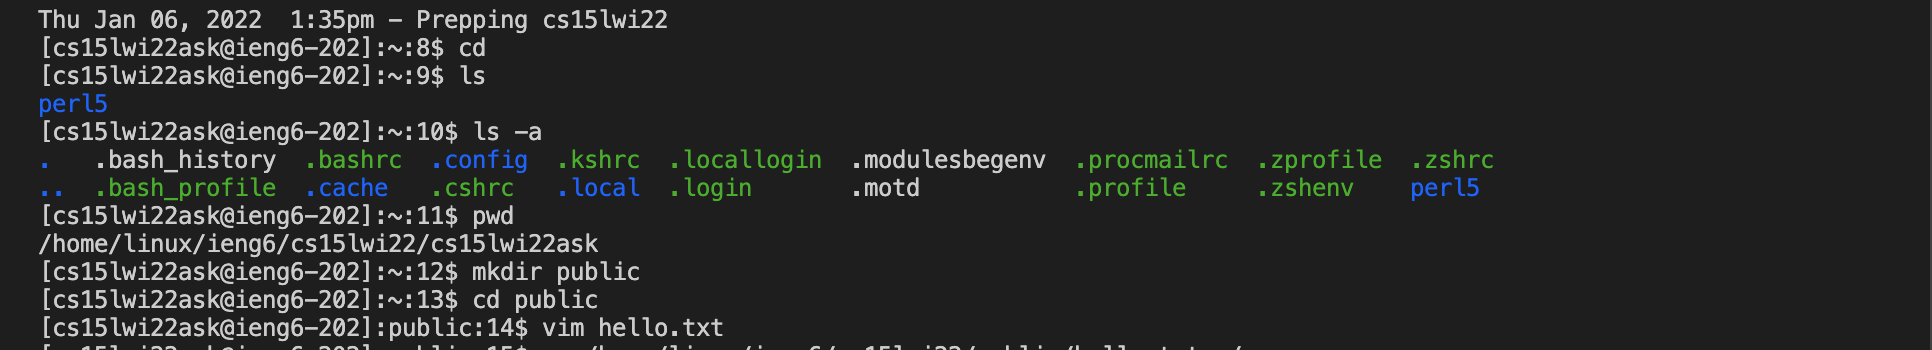 Thu Jan 06, 2022  1:35pm - Prepping cs15lwi22
[cs15lwi22ask@ieng6-202]:~:8$ cd
[cs15lwi22ask@ieng6-202]:~:9$ ls
perl5
[cs15lwi22ask@ieng6-202]:~:10$ ls -a
.   .bash_history  .bashrc  .config  .kshrc  .locallogin  .modulesbegenv  .procmailrc  .zprofile  .zshrc
..  .bash_profile  .cache   .cshrc   .local  .login       .motd           .profile     .zshenv    perl5
[cs15lwi22ask@ieng6-202]:~:11$ pwd
/home/linux/ieng6/cs15lwi22/cs15lwi22ask
[cs15lwi22ask@ieng6-202]:~:12$ mkdir public
[cs15lwi22ask@ieng6-202]:~:13$ cd public
[cs15lwi22ask@ieng6-202]:public:14$ vim hello.txt